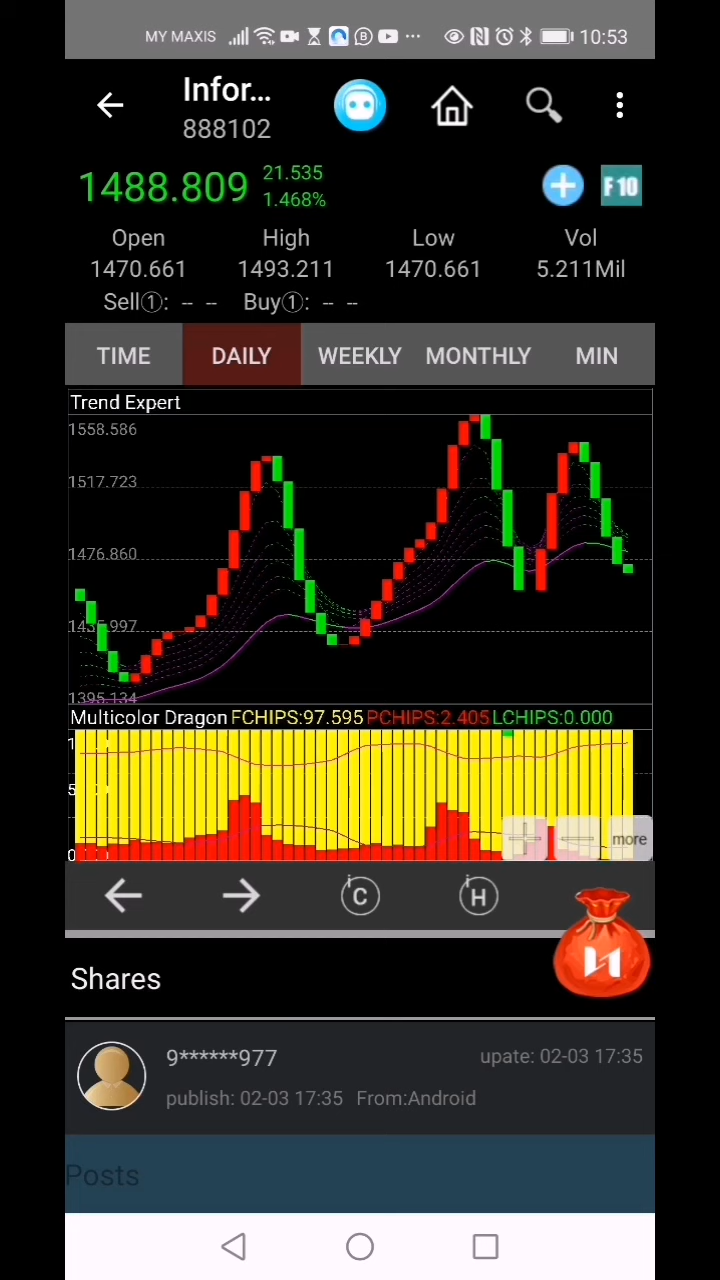 MY MAXIS ... 10:53
Infor...
888102
1488.809 21.535
1.468%
F10
Open High Low Vol
1470.661 1493.211 1470.661 5.211Mil
Sell①: -- -- Buy①: -- --
TIME DAILY WEEKLY MONTHLY MIN
Trend Expert
1558.586
1517.723
1476.860
1435.997
1395.134
Multicolor Dragon FCHIPS:97.595 PCHIPS:2.405 LCHIPS:0.000
more
C H
Shares
9******977 upate: 02-03 17:35
publish: 02-03 17:35 From:Android
Posts